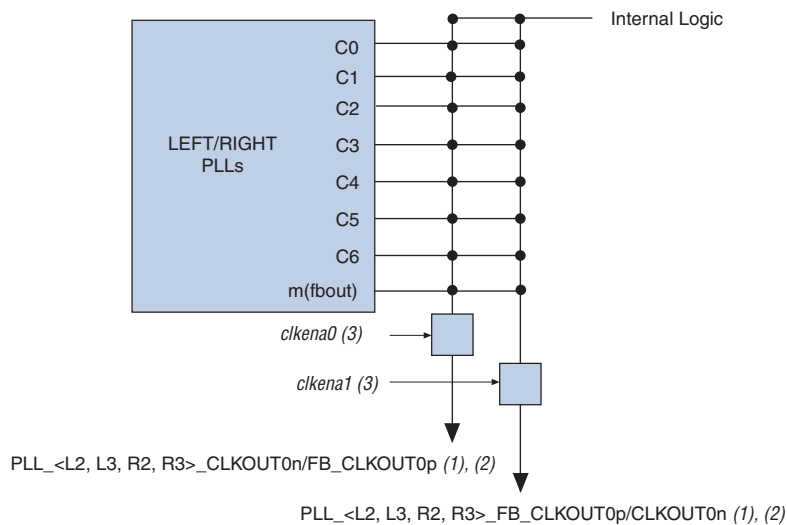 Internal Logic
C0
C1
C2
LEFT/RIGHT
PLLs
C3
C4
C5
C6
m(fbout)
clkena0 (3)
clkena1 (3)
PLL_<L2, L3, R2, R3>_CLKOUT0n/FB_CLKOUT0p (1), (2)
PLL_<L2, L3, R2, R3>_FB_CLKOUT0p/CLKOUT0n (1), (2)